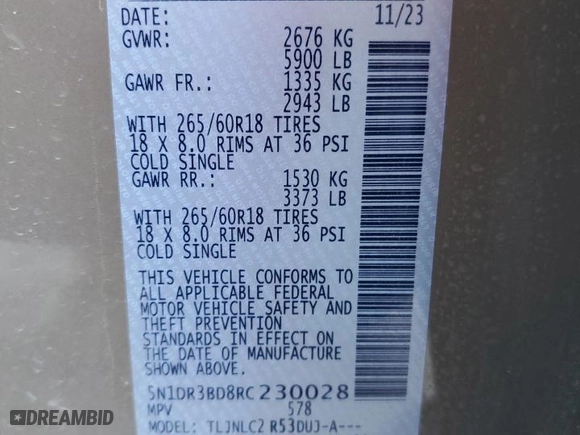 DATE: 11/23
GVWR: 2676 KG
5900 LB
GAWR FR.: 1335 KG
2943 LB
WITH 265/60R18 TIRES
18 X 8.0 RIMS AT 36 PSI
COLD SINGLE
GAWR RR.: 1530 KG
3373 LB
WITH 265/60R18 TIRES
18 X 8.0 RIMS AT 36 PSI
COLD SINGLE
THIS VEHICLE CONFORMS TO
ALL APPLICABLE FEDERAL
MOTOR VEHICLE SAFETY AND
THEFT PREVENTION
STANDARDS IN EFFECT ON
THE DATE OF MANUFACTURE
SHOWN ABOVE.
5N1DR3BD8RC230028
MPV 578
MODEL: TLJNLC2 R53DUJ-A---
DREAMBID